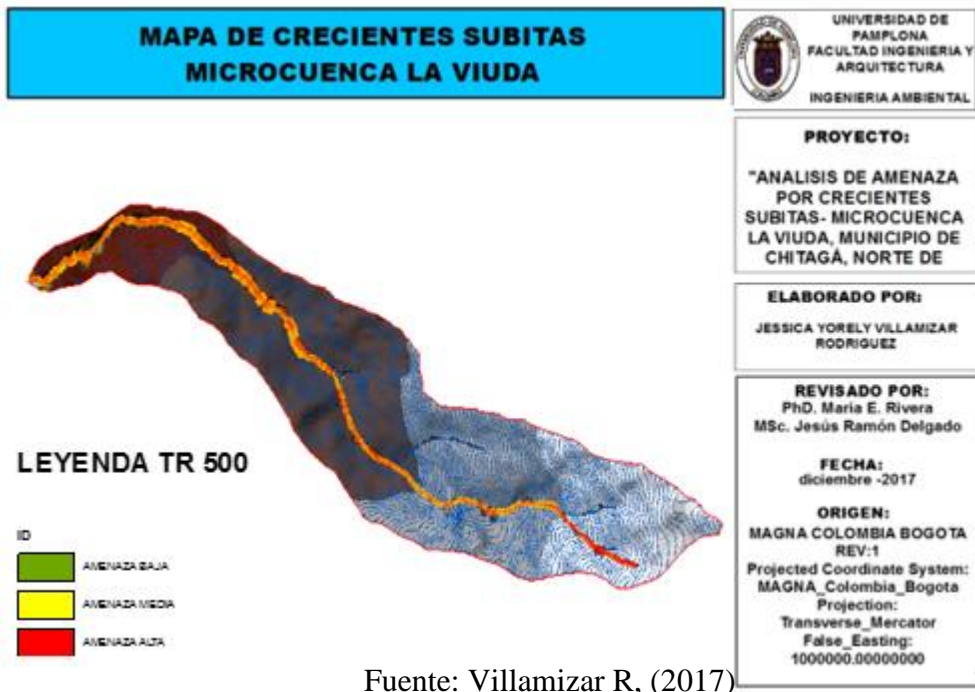 MAPA DE CRECIENTES SUBITAS
MICROCUENCA LA VIUDA
UNIVERSIDAD DE
PAMPLONA
FACULTAD INGENIERIA Y
ARQUITECTURA
INGENIERIA AMBIENTAL
PROYECTO:
"ANALISIS DE AMENAZA
POR CRECIENTES
SUBITAS- MICROCUENCA
LA VIUDA, MUNICIPIO DE
CHITAGÁ, NORTE DE
ELABORADO POR:
JESSICA YORELY VILLAMIZAR
RODRIGUEZ
REVISADO POR:
PhD. Maria E. Rivera
MSc. Jesús Ramón Delgado
FECHA:
diciembre -2017
ORIGEN:
MAGNA COLOMBIA BOGOTA
REV:1
Projected Coordinate System:
MAGNA_Colombia_Bogota
Projection:
Transverse_Mercator
False_Easting:
1000000.00000000
LEYENDA TR 500
ID
AMENAZA BAJA
AMENAZA MEDIA
AMENAZA ALTA
Fuente: Villamizar R, (2017)